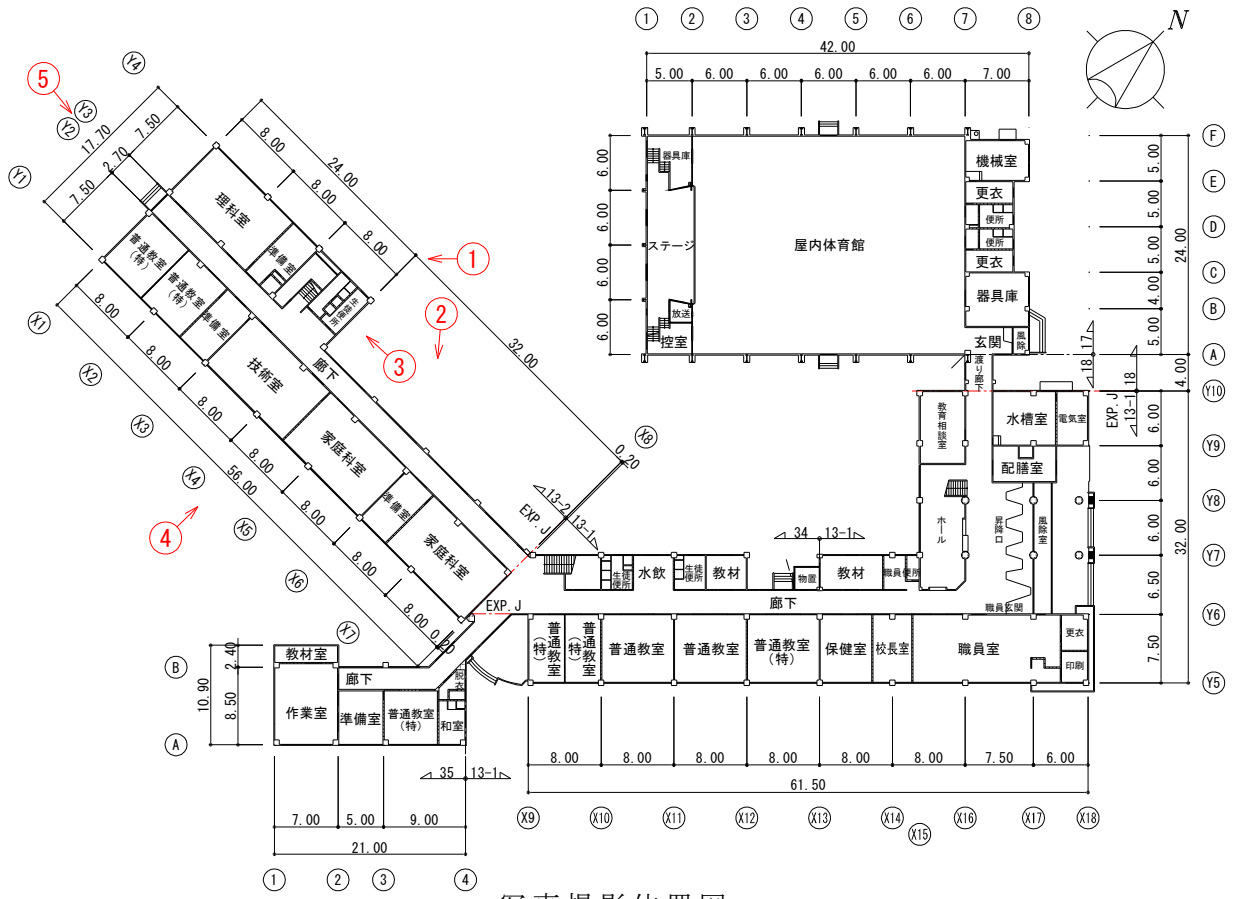 1 2 3 4 5 6 7 8
N
42.00
5.00 6.00 6.00 6.00 6.00 6.00 7.00
⑤
Y4
Y3
Y2
Y1
17.70
7.50
2.70
7.50
8.00
24.00
8.00
8.00
32.00
理科室
準備室
生徒便所
普通教室(特)
普通教室(特)
準備室
技術室
廊下
家庭科室
準備室
家庭科室
①
②
③
④
X1
X2
X3
X4
X5
X6
X7
X8
8.00
8.00
8.00
8.00
8.00
8.00
8.00
56.00
0.20
0.20
EXP.J
13-2
13-1
器具庫
ステージ
放送
控室
屋内体育館
機械室
更衣
便所
便所
更衣
器具庫
玄関
風除
渡り廊下
6.00
6.00
6.00
6.00
F
E
D
C
B
A
Y10
Y9
Y8
Y7
Y6
Y5
5.00
5.00
5.00
4.00
5.00
24.00
4.00
6.00
6.00
6.00
6.50
7.50
32.00
18 17
13-1 18
EXP.J
教育相談室
水槽室
電気室
配膳室
ホール
昇降口
風除室
34 13-1
生徒便所
水飲
生徒便所
教材
物置
教材
職員便所
廊下
職員玄関
EXP.J
普通教室(特)
普通教室(特)
普通教室
普通教室
普通教室(特)
保健室
校長室
職員室
更衣
印刷
B
A
2.40
8.50
10.90
教材室
廊下
脱衣
作業室
準備室
普通教室(特)
和室
35 13-1
8.00 8.00 8.00 8.00 8.00 8.00 7.50 6.00
61.50
X9 X10 X11 X12 X13 X14 X15 X16 X17 X18
7.00 5.00 9.00
21.00
1 2 3 4
写真撮影位置図